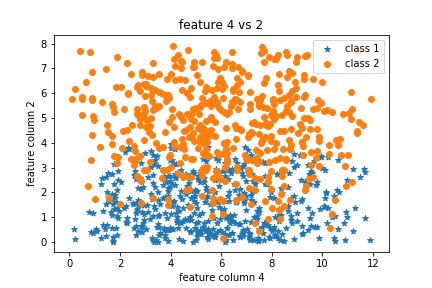 feature 4 vs 2
class 1
class 2
8
7
6
5
4
3
2
1
0
feature column 2
0 2 4 6 8 10 12
feature column 4